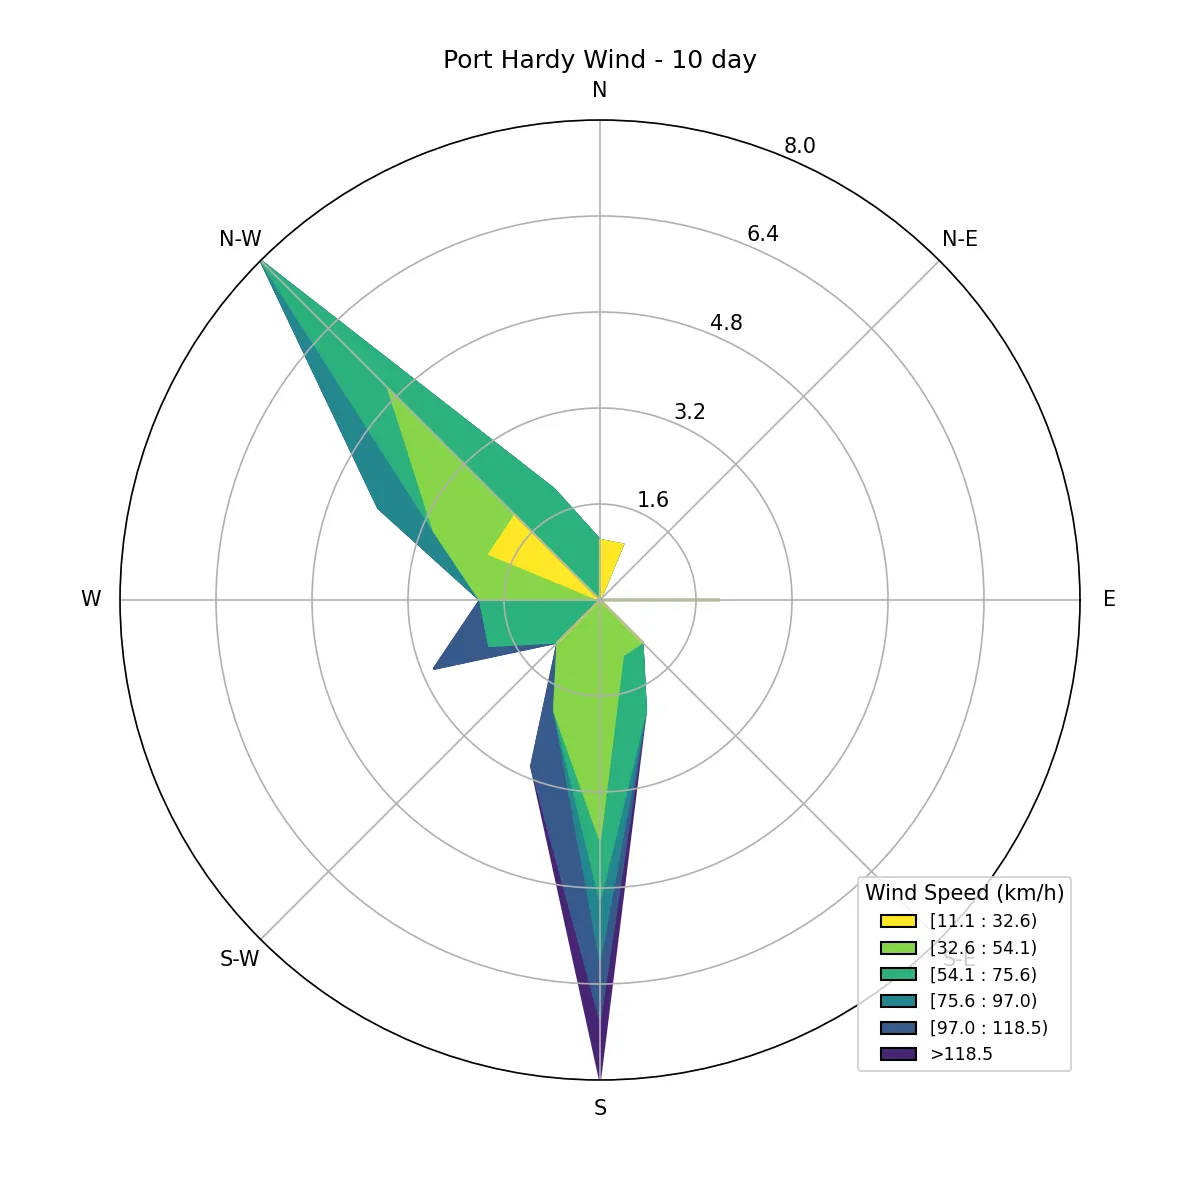 Port Hardy Wind - 10 day
N
8.0
N-W
N-E
6.4
4.8
3.2
1.6
W
E
S-W
S-E
Wind Speed (km/h)
[11.1 : 32.6)
[32.6 : 54.1)
[54.1 : 75.6)
[75.6 : 97.0)
[97.0 : 118.5)
>118.5
S